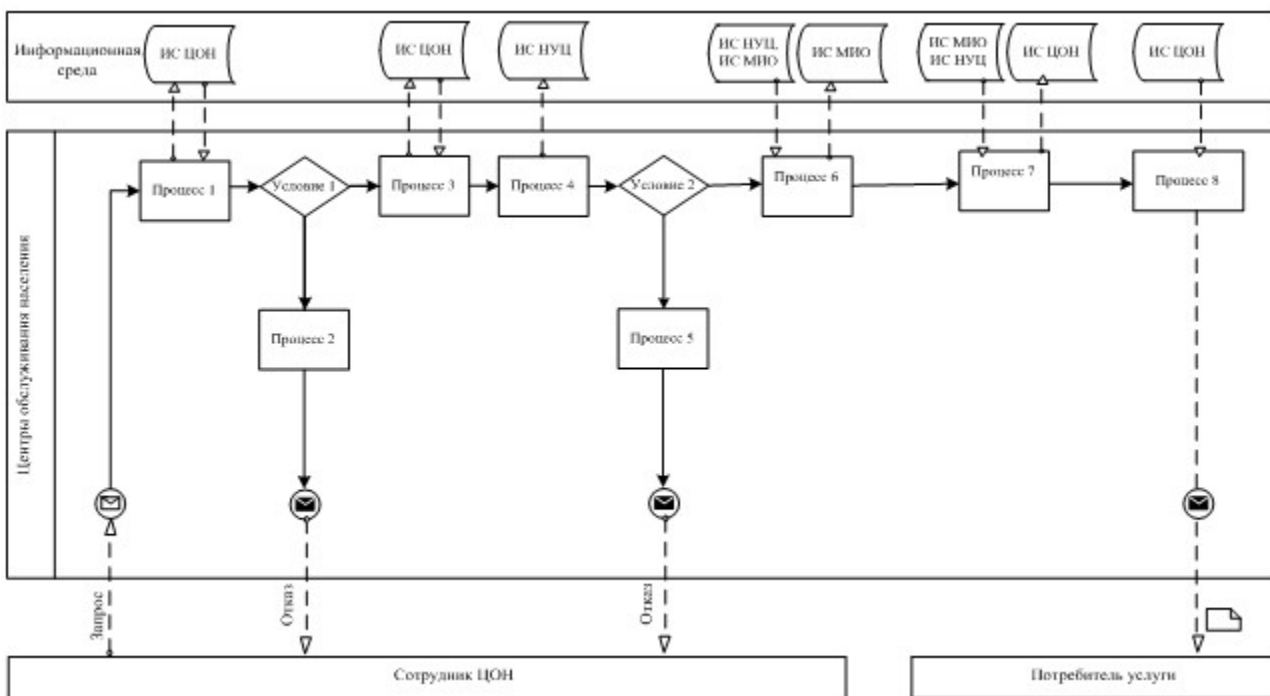 Информационная
среда
ИС ЦОН
ИС ЦОН
ИС НУЦ
ИС НУЦ,
ИС МИО
ИС МИО
ИС МИО
ИС НУЦ
ИС ЦОН
ИС ЦОН
Центры обслуживания населения
Процесс 1
Условие 1
Процесс 3
Процесс 4
Условие 2
Процесс 6
Процесс 7
Процесс 8
Процесс 2
Процесс 5
Запрос
Отказ
Отказ
Сотрудник ЦОН
Потребитель услуги